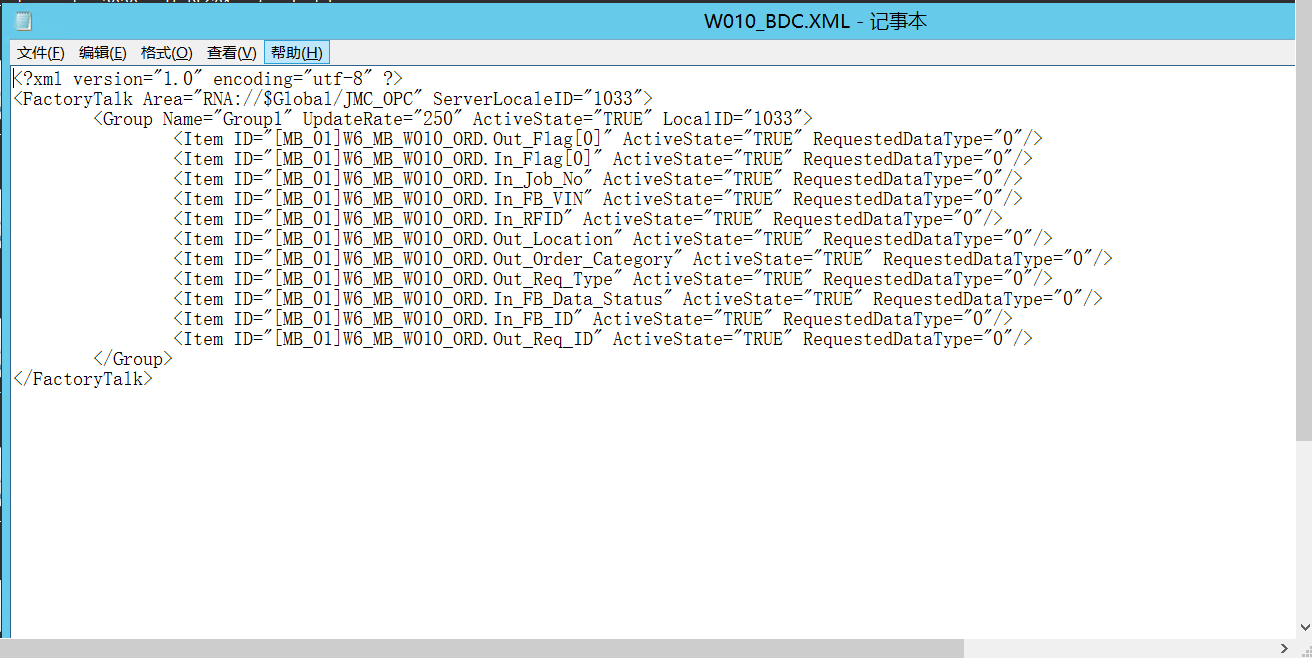 W010_BDC.XML - 记事本
文件(F) 编辑(E) 格式(O) 查看(V) 帮助(H)
<?xml version="1.0" encoding="utf-8" ?>
<FactoryTalk Area="RNA://$Global/JMC_OPC" ServerLocaleID="1033">
<Group Name="Group1" UpdateRate="250" ActiveState="TRUE" LocalID="1033">
<Item ID="[MB_01]W6_MB_W010_ORD.Out_Flag[0]" ActiveState="TRUE" RequestedDataType="0"/>
<Item ID="[MB_01]W6_MB_W010_ORD.In_Flag[0]" ActiveState="TRUE" RequestedDataType="0"/>
<Item ID="[MB_01]W6_MB_W010_ORD.In_Job_No" ActiveState="TRUE" RequestedDataType="0"/>
<Item ID="[MB_01]W6_MB_W010_ORD.In_FB_VIN" ActiveState="TRUE" RequestedDataType="0"/>
<Item ID="[MB_01]W6_MB_W010_ORD.In_RFID" ActiveState="TRUE" RequestedDataType="0"/>
<Item ID="[MB_01]W6_MB_W010_ORD.Out_Location" ActiveState="TRUE" RequestedDataType="0"/>
<Item ID="[MB_01]W6_MB_W010_ORD.Out_Order_Category" ActiveState="TRUE" RequestedDataType="0"/>
<Item ID="[MB_01]W6_MB_W010_ORD.Out_Req_Type" ActiveState="TRUE" RequestedDataType="0"/>
<Item ID="[MB_01]W6_MB_W010_ORD.In_FB_Data_Status" ActiveState="TRUE" RequestedDataType="0"/>
<Item ID="[MB_01]W6_MB_W010_ORD.In_FB_ID" ActiveState="TRUE" RequestedDataType="0"/>
<Item ID="[MB_01]W6_MB_W010_ORD.Out_Req_ID" ActiveState="TRUE" RequestedDataType="0"/>
</Group>
</FactoryTalk>